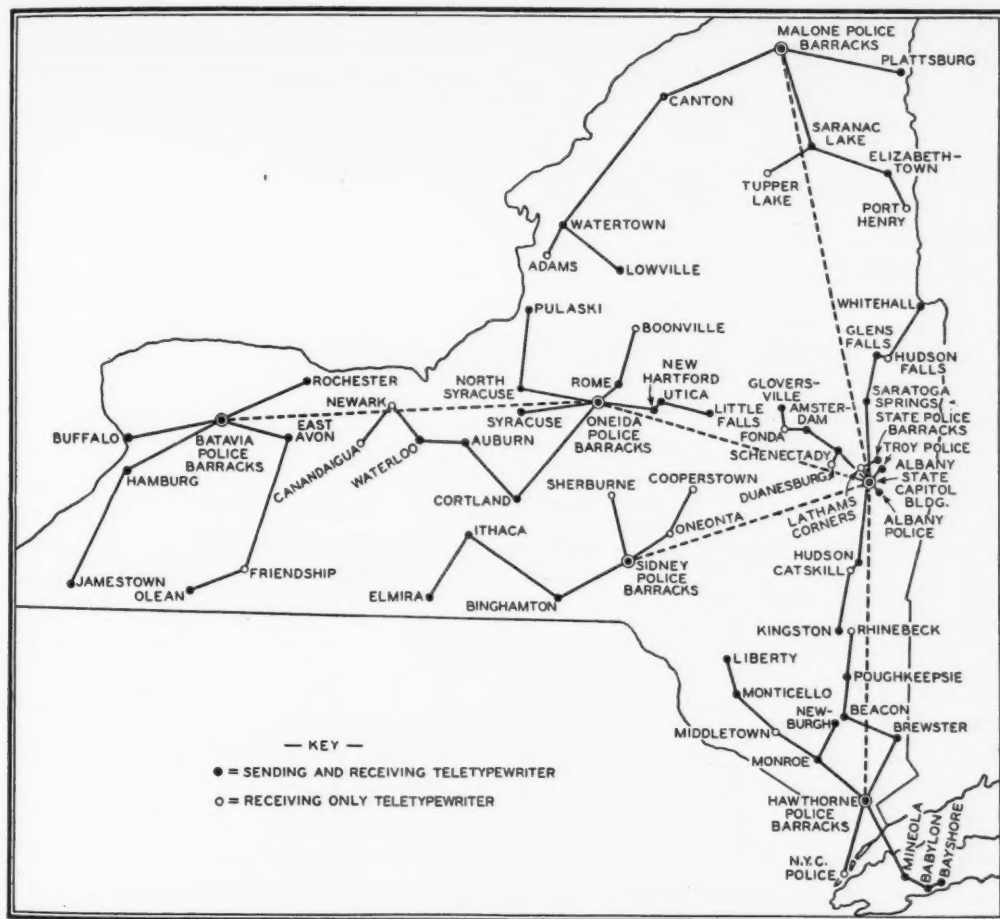 MALONE POLICE
BARRACKS
PLATTSBURG
CANTON
SARANAC
LAKE
ELIZABETH-
TOWN
TUPPER
LAKE
PORT
HENRY
WATERTOWN
ADAMS
LOWVILLE
WHITEHALL
PULASKI
BOONVILLE
GLENS
FALLS
HUDSON
FALLS
ROCHESTER
NEWARK
NORTH
SYRACUSE
ROME
NEW
HARTFORD
UTICA
GLOVERS-
VILLE
AMSTER-
DAM
SARATOGA
SPRINGS
STATE POLICE
BARRACKS
BUFFALO
BATAVIA
POLICE
BARRACKS
EAST
AVON
CANANDAIGUA
WATERLOO
AUBURN
SYRACUSE
ONEIDA
POLICE
BARRACKS
LITTLE
FALLS
FONDA
SCHENECTADY
TROY POLICE
ALBANY
STATE
CAPITOL
BLDG.
HAMBURG
CORTLAND
SHERBURNE
COOPERSTOWN
DUANESBURG
LATHAMS
CORNERS
ALBANY
POLICE
ITHACA
ONEONTA
HUDSON
CATSKILL
JAMESTOWN
OLEAN
FRIENDSHIP
ELMIRA
BINGHAMTON
SIDNEY
POLICE
BARRACKS
KINGSTON
RHINEBECK
LIBERTY
POUGHKEEPSIE
MONTICELLO
NEW-
BURGH
BEACON
BREWSTER
MIDDLETOWN
MONROE
— KEY —
● = SENDING AND RECEIVING TELETYPEWRITER
○ = RECEIVING ONLY TELETYPEWRITER
HAWTHORNE
POLICE
BARRACKS
N.Y.C.
POLICE
MINEOLA
BABYLON
BAYSHORE